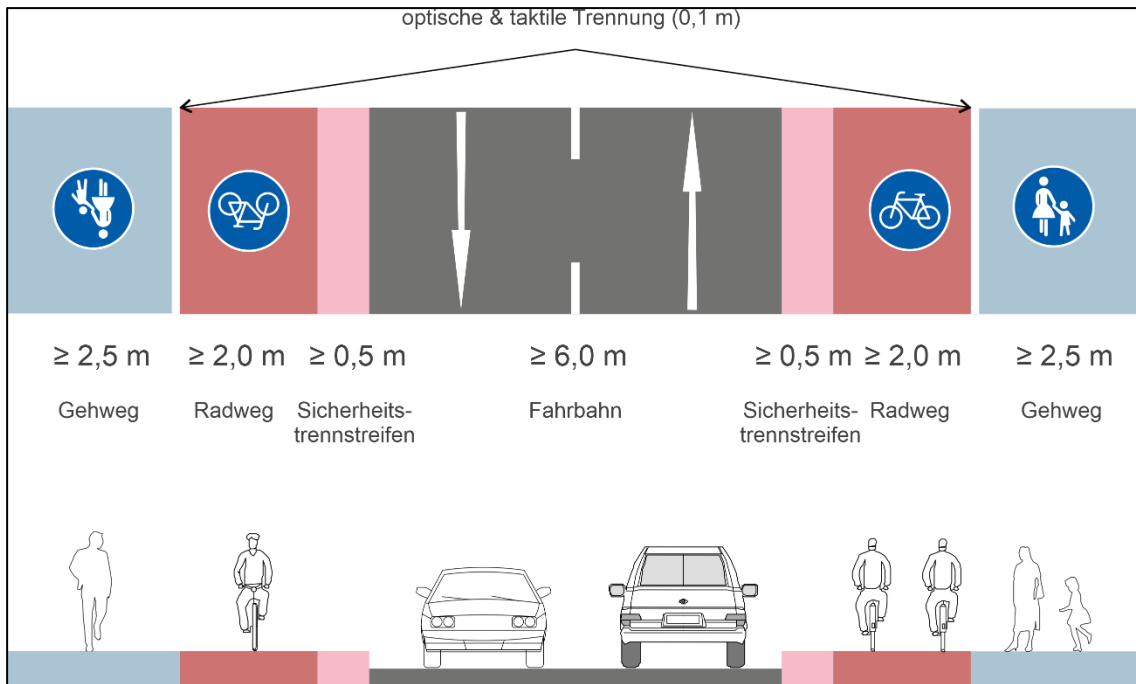 optische & taktile Trennung (0,1 m)
≥ 2,5 m
≥ 2,0 m
≥ 0,5 m
≥ 6,0 m
≥ 0,5 m
≥ 2,0 m
≥ 2,5 m
Gehweg
Radweg
Sicherheits-
trennstreifen
Fahrbahn
Sicherheits-
trennstreifen
Radweg
Gehweg